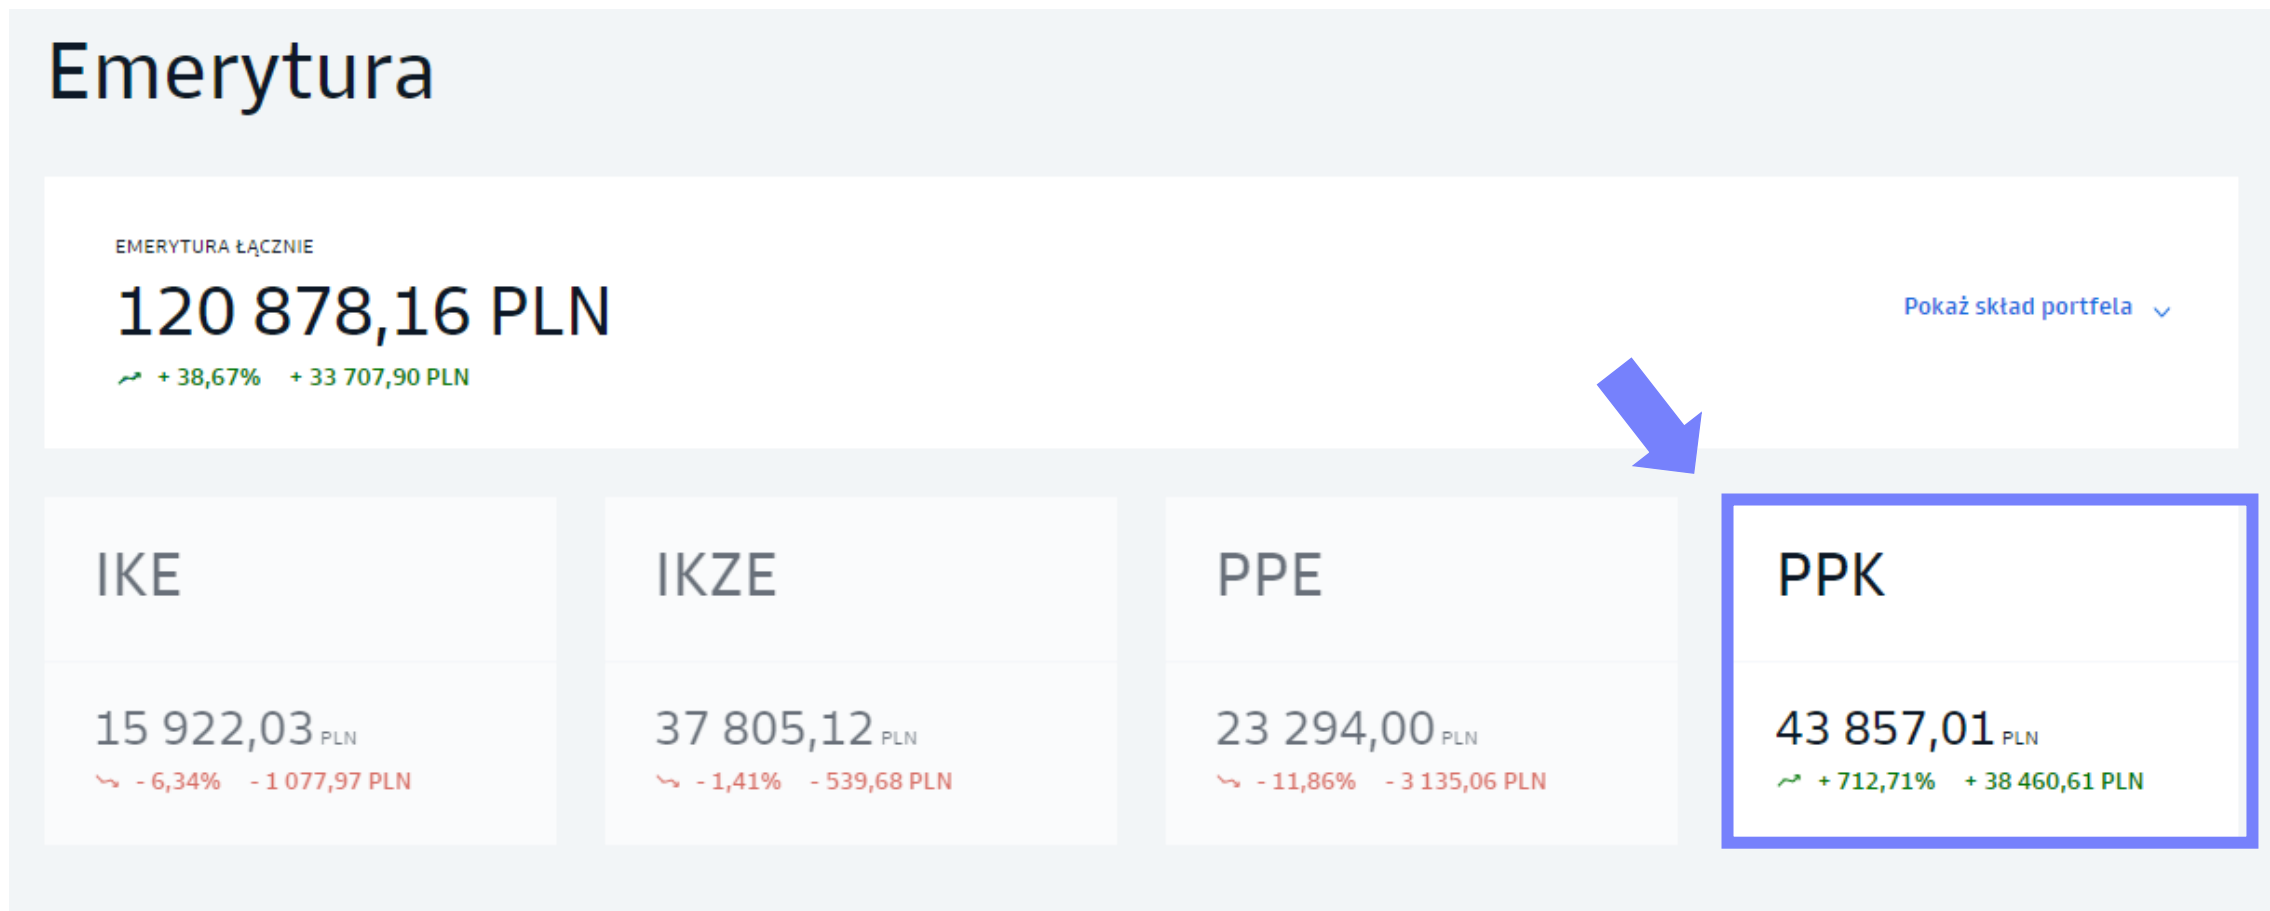 Emerytura
EMERYTURA ŁĄCZNIE
120 878,16 PLN
+ 38,67% + 33 707,90 PLN
Pokaż skład portfela
IKE
15 922,03 PLN
- 6,34% - 1 077,97 PLN
IKZE
37 805,12 PLN
- 1,41% - 539,68 PLN
PPE
23 294,00 PLN
- 11,86% - 3 135,06 PLN
PPK
43 857,01 PLN
+ 712,71% + 38 460,61 PLN